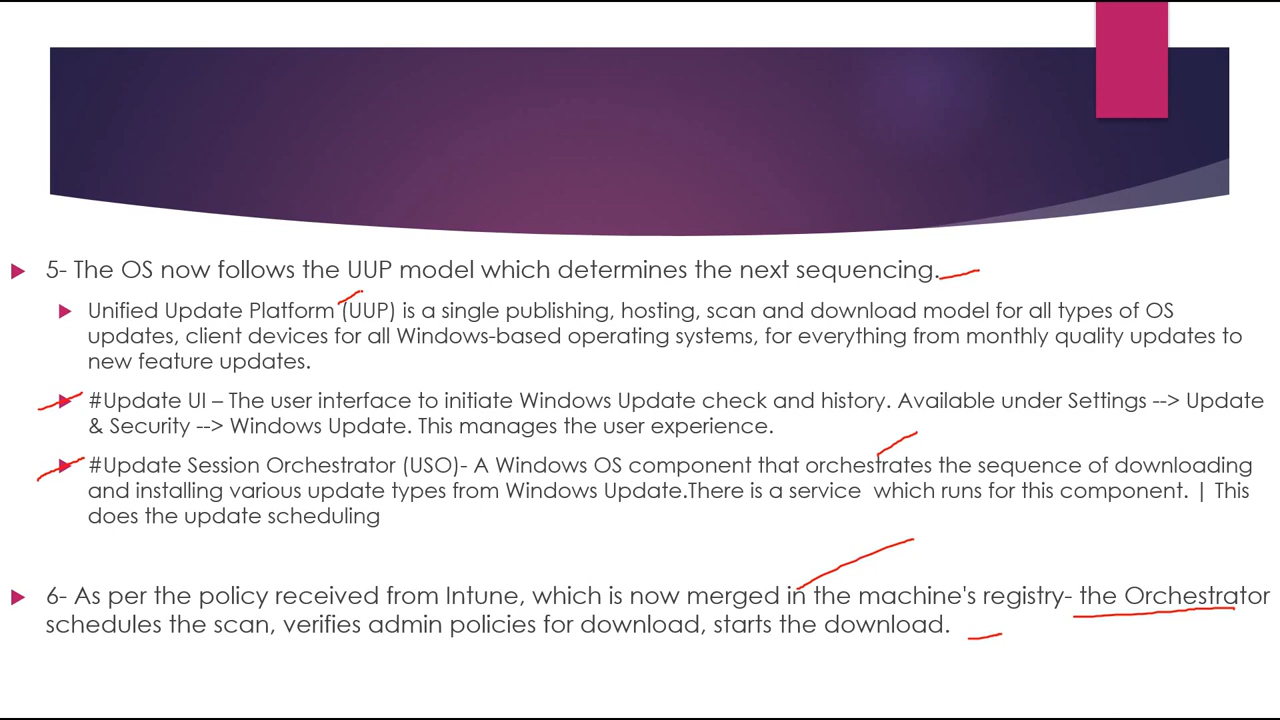 5- The OS now follows the UUP model which determines the next sequencing.
Unified Update Platform (UUP) is a single publishing, hosting, scan and download model for all types of OS
updates, client devices for all Windows-based operating systems, for everything from monthly quality updates to
new feature updates.
#Update UI – The user interface to initiate Windows Update check and history. Available under Settings --> Update
& Security --> Windows Update. This manages the user experience.
#Update Session Orchestrator (USO)- A Windows OS component that orchestrates the sequence of downloading
and installing various update types from Windows Update.There is a service  which runs for this component. | This
does the update scheduling
6- As per the policy received from Intune, which is now merged in the machine's registry- the Orchestrator
schedules the scan, verifies admin policies for download, starts the download.